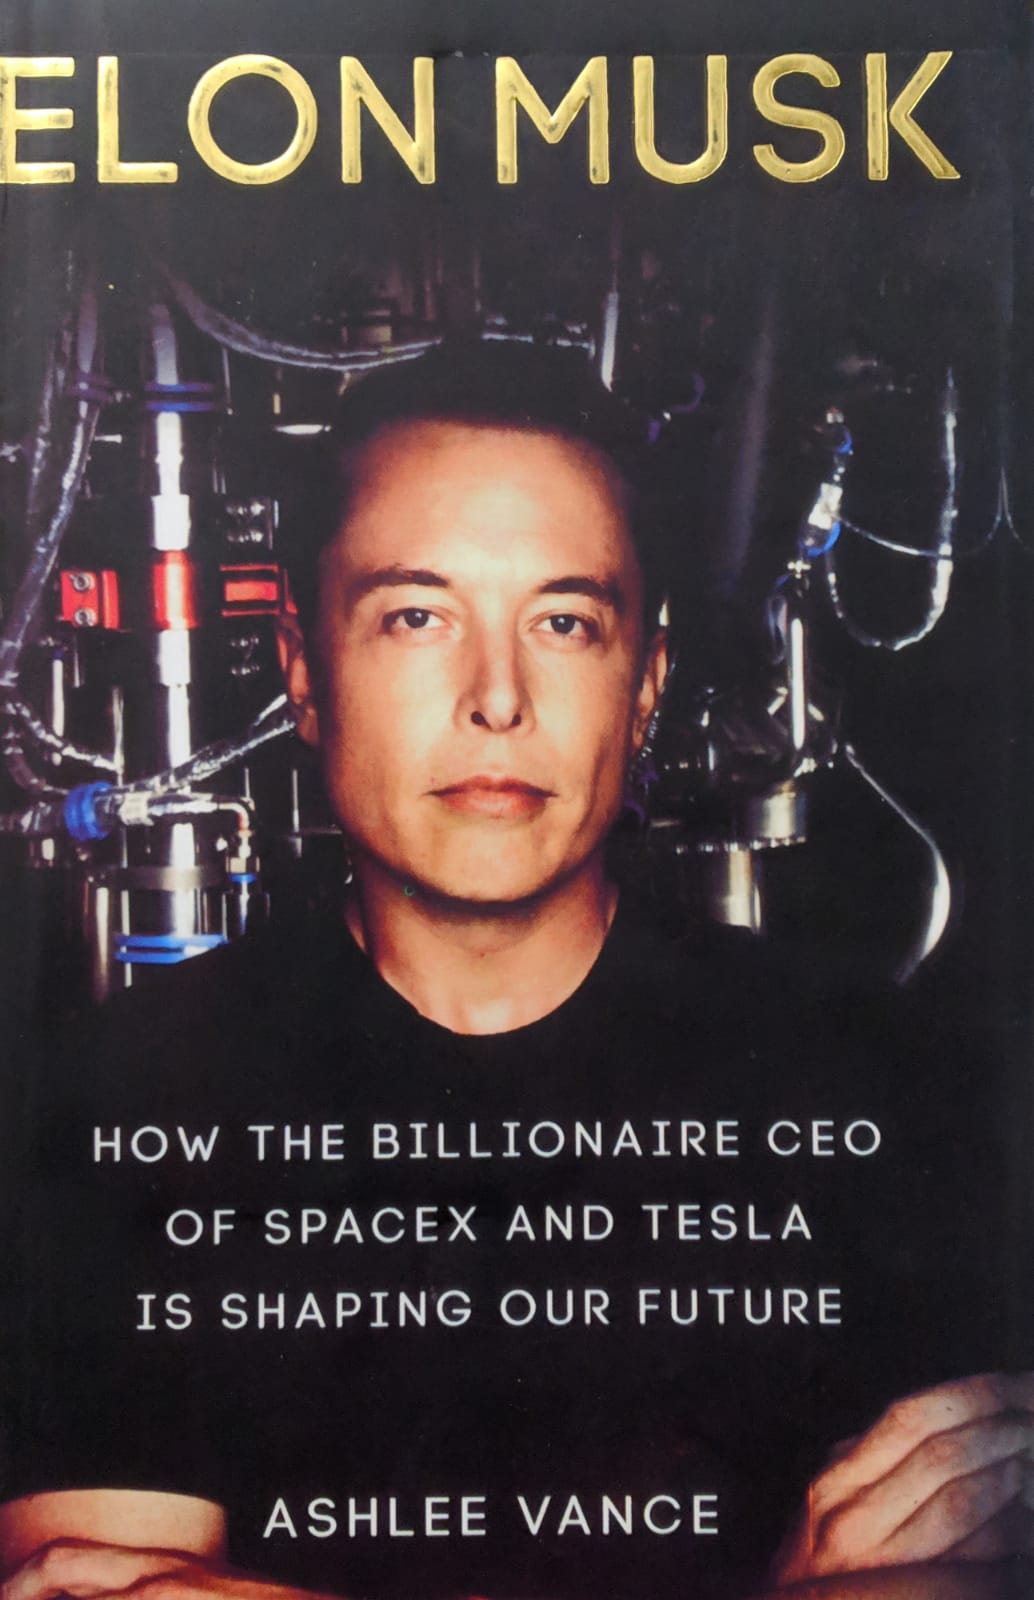 ELON MUSK
HOW THE BILLIONAIRE CEO
OF SPACEX AND TESLA
IS SHAPING OUR FUTURE
ASHLEE VANCE